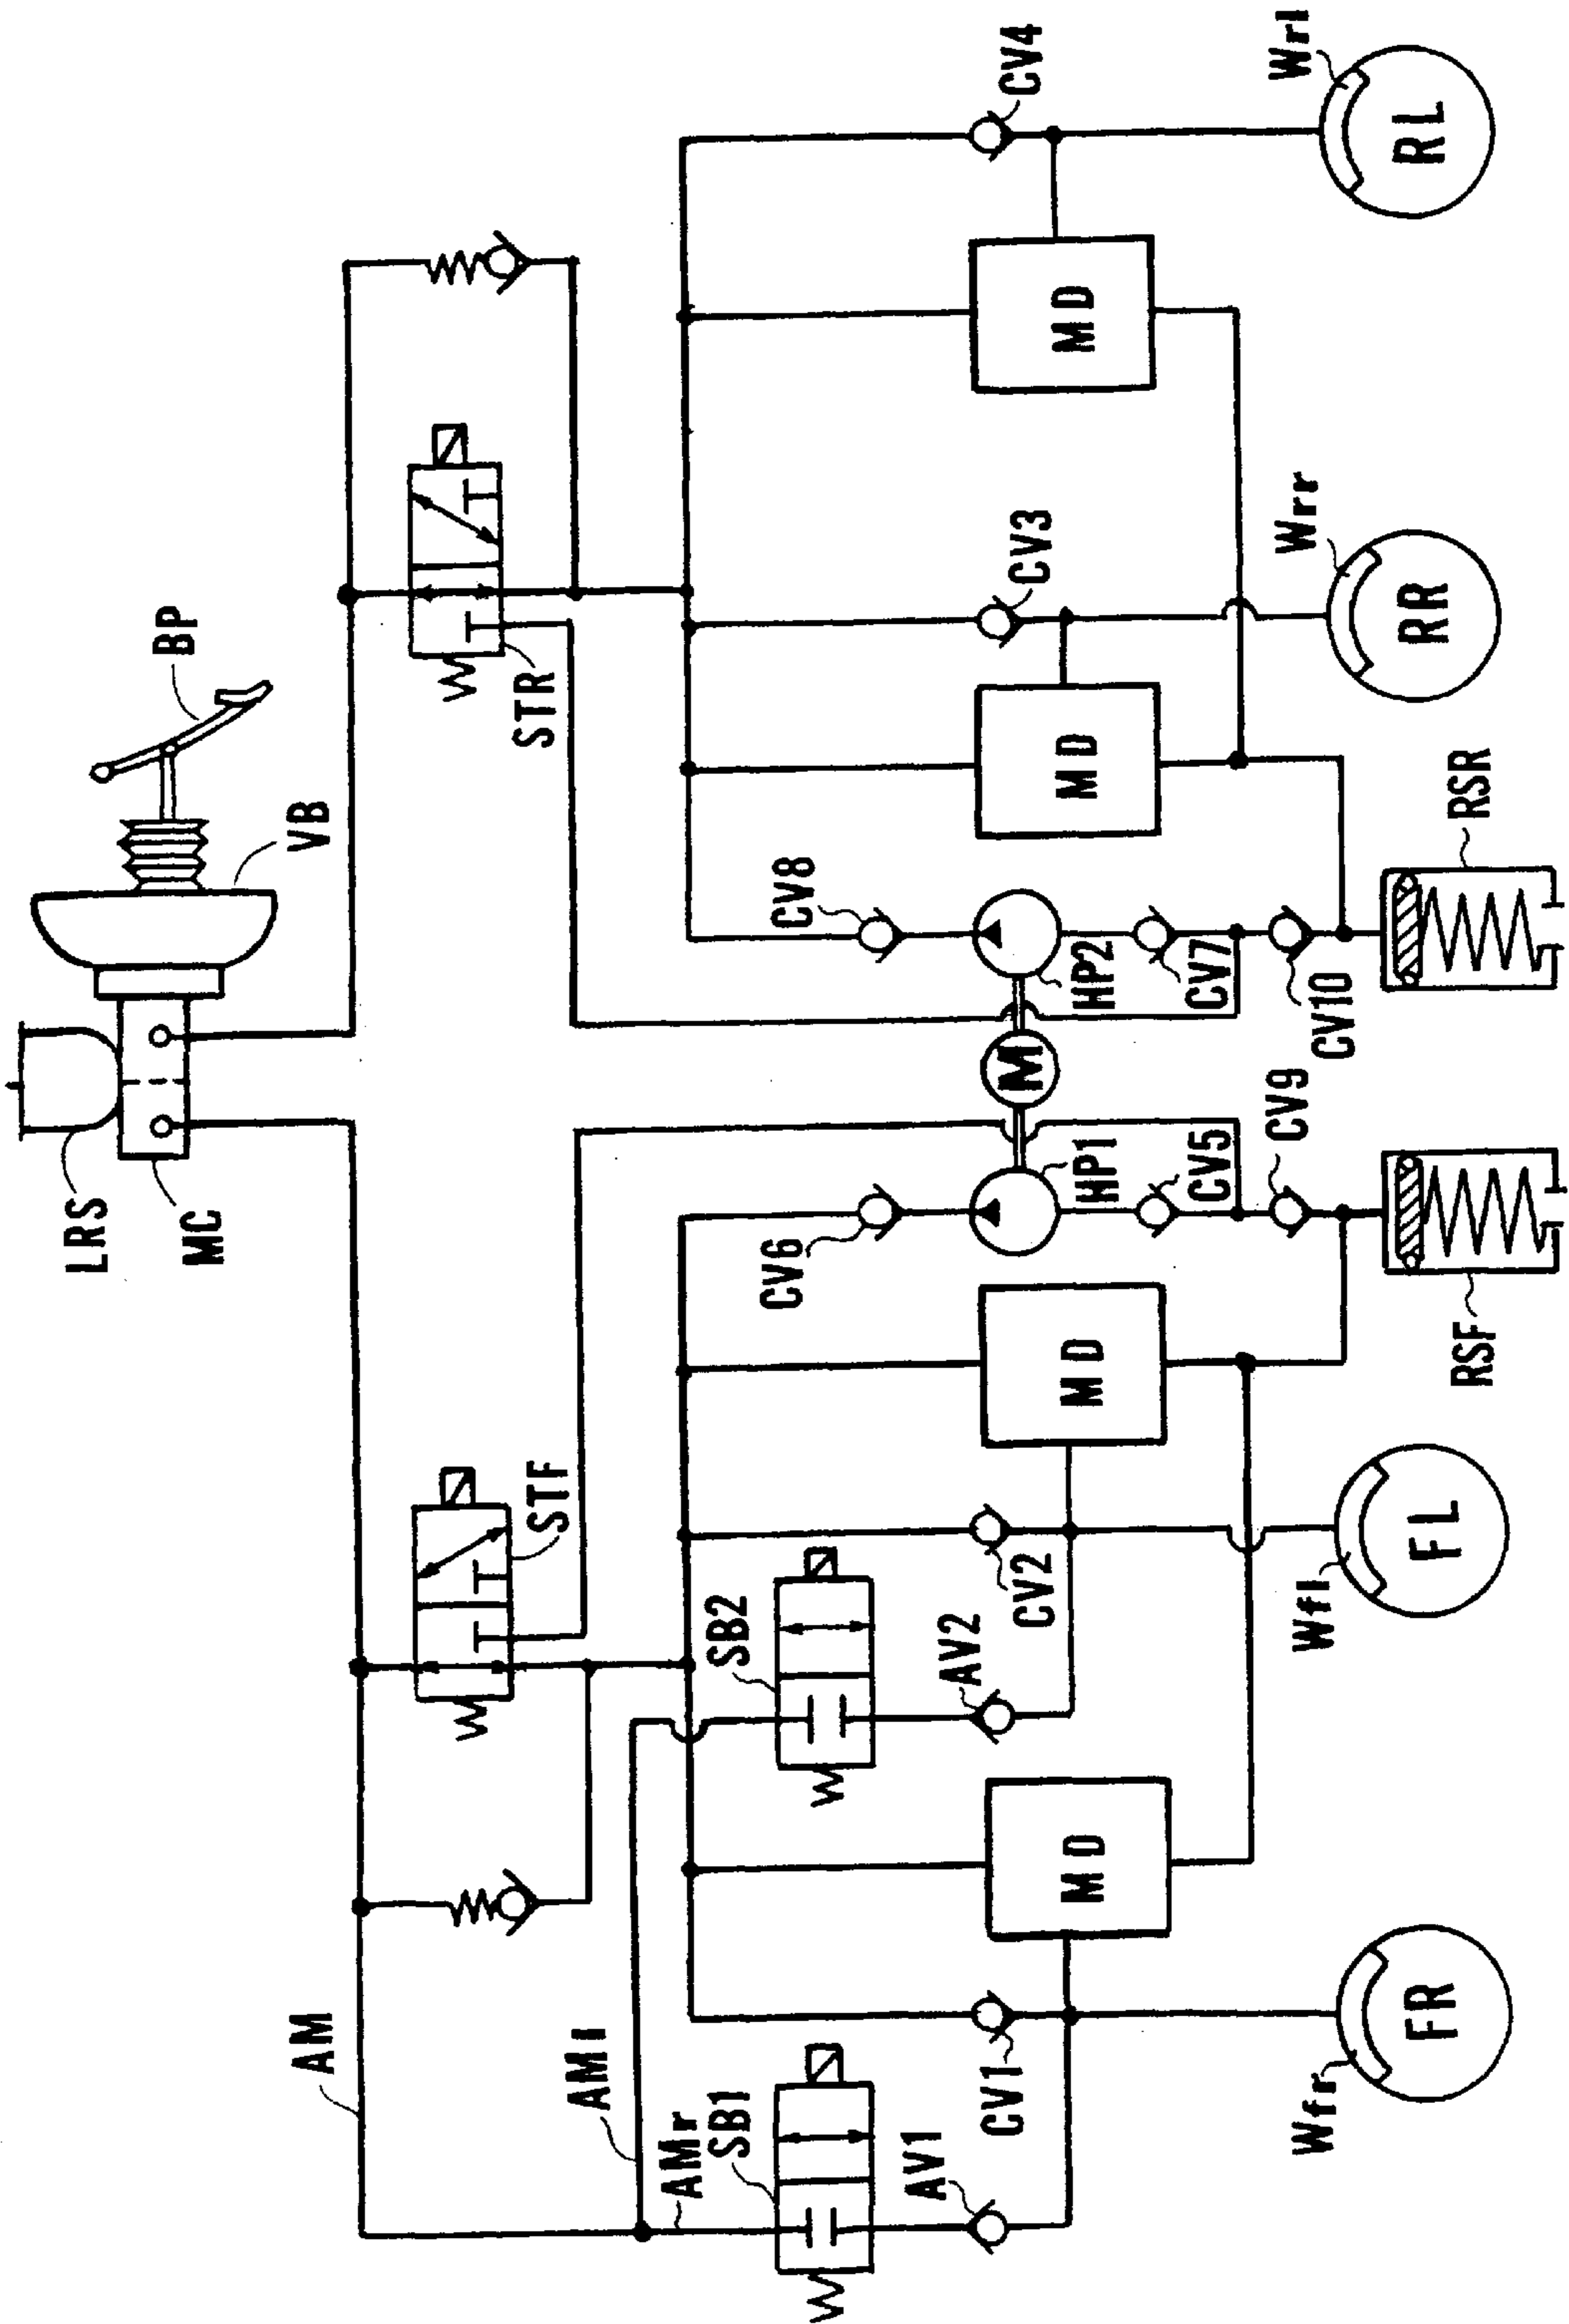 LRS
MC
VB
BP
AM
STF
STR
AMl
AMr
SB1
SB2
AV1
AV2
CV1
CV2
CV6
CV8
CV3
CV4
MD
MD
MD
MD
HP1
M
HP2
CV5
CV7
CV9
CV10
RSF
RSR
Wfr
FR
Wfl
FL
Wrr
RR
Wrl
RL